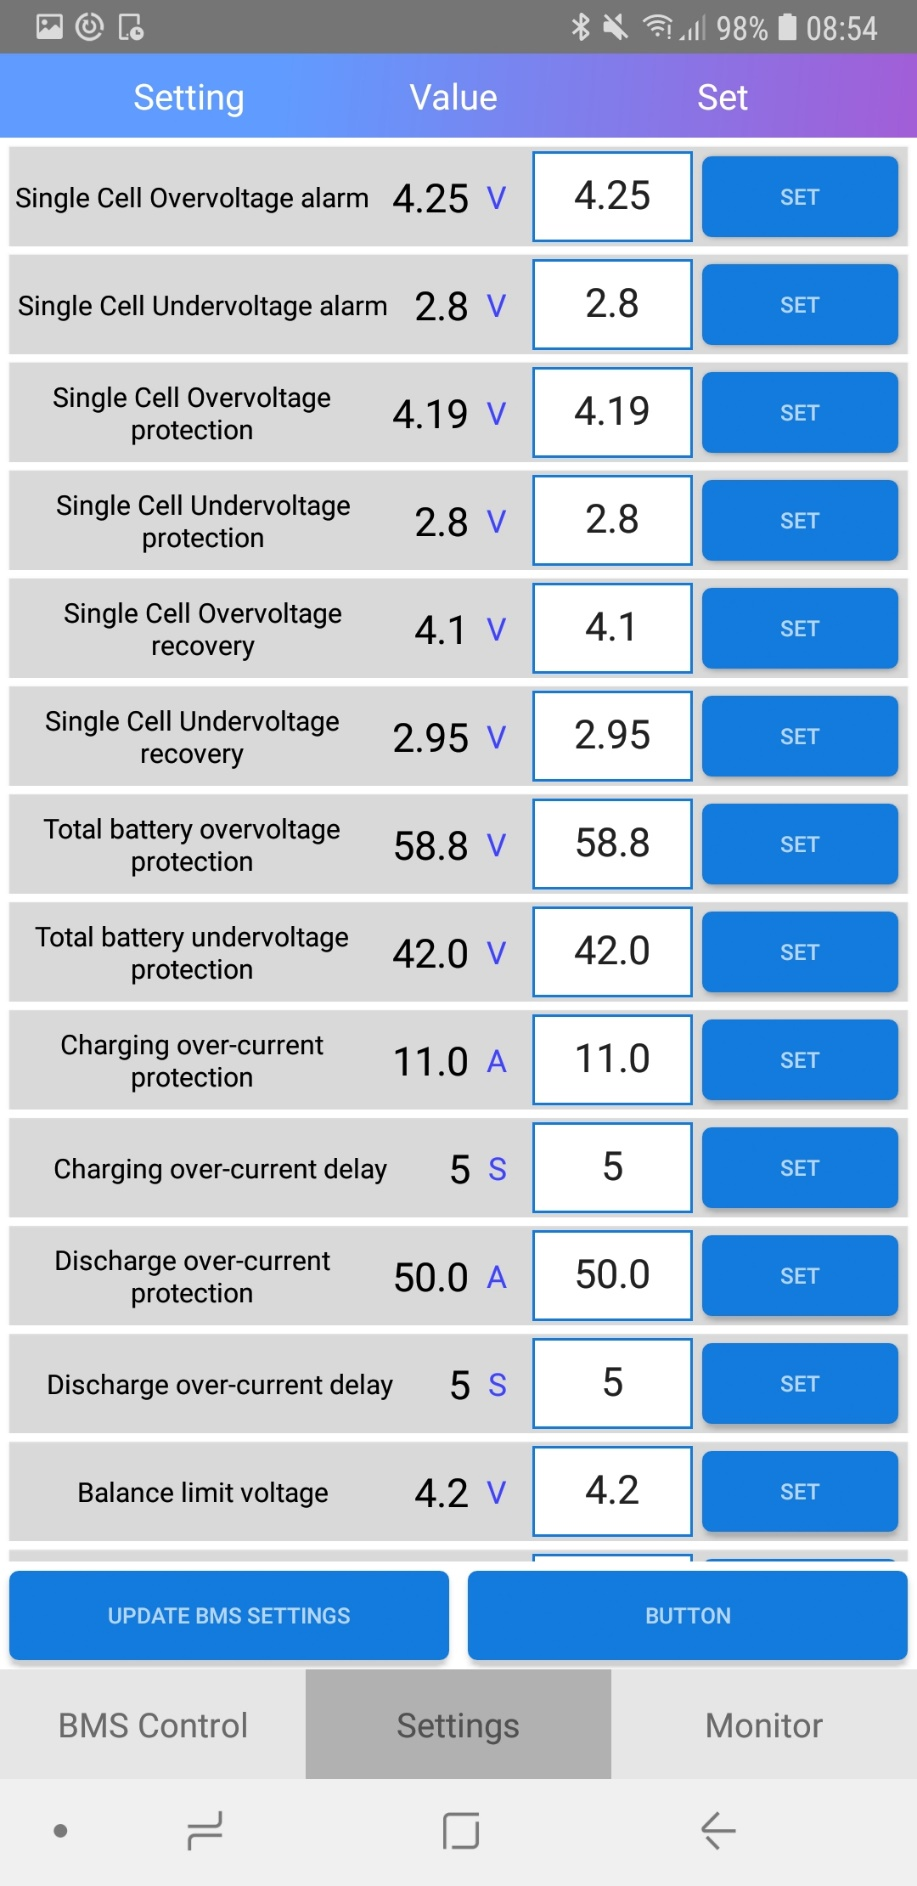 98% 08:54
Setting Value Set
Single Cell Overvoltage alarm 4.25 V 4.25 SET
Single Cell Undervoltage alarm 2.8 V 2.8 SET
Single Cell Overvoltage
protection 4.19 V 4.19 SET
Single Cell Undervoltage
protection 2.8 V 2.8 SET
Single Cell Overvoltage
recovery 4.1 V 4.1 SET
Single Cell Undervoltage
recovery 2.95 V 2.95 SET
Total battery overvoltage
protection 58.8 V 58.8 SET
Total battery undervoltage
protection 42.0 V 42.0 SET
Charging over-current
protection 11.0 A 11.0 SET
Charging over-current delay 5 S 5 SET
Discharge over-current
protection 50.0 A 50.0 SET
Discharge over-current delay 5 S 5 SET
Balance limit voltage 4.2 V 4.2 SET
UPDATE BMS SETTINGS BUTTON
BMS Control Settings Monitor